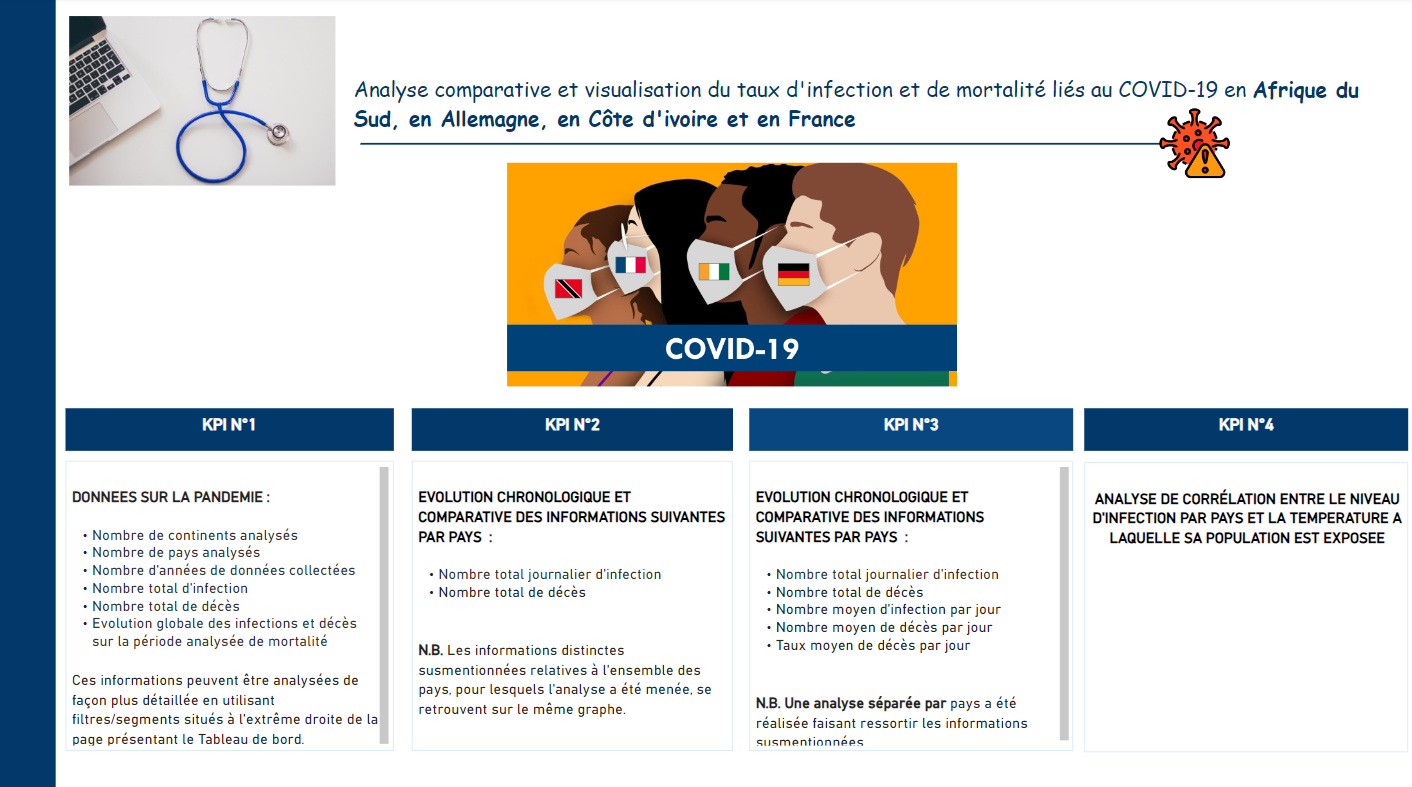 Analyse comparative et visualisation du taux d'infection et de mortalité liés au COVID-19 en Afrique du
Sud, en Allemagne, en Côte d'ivoire et en France
COVID-19
KPI N°1
DONNEES SUR LA PANDEMIE :
• Nombre de continents analysés
• Nombre de pays analysés
• Nombre d'années de données collectées
• Nombre total d'infection
• Nombre total de décès
• Evolution globale des infections et décès
sur la période analysée de mortalité
Ces informations peuvent être analysées de
façon plus détaillée en utilisant
filtres/segments situés à l'extrême droite de la
page présentant le Tableau de bord.
KPI N°2
EVOLUTION CHRONOLOGIQUE ET
COMPARATIVE DES INFORMATIONS SUIVANTES
PAR PAYS :
• Nombre total journalier d'infection
• Nombre total de décès
N.B. Les informations distinctes
susmentionnées relatives à l'ensemble des
pays, pour lesquels l'analyse a été menée, se
retrouvent sur le même graphe.
KPI N°3
EVOLUTION CHRONOLOGIQUE ET
COMPARATIVE DES INFORMATIONS
SUIVANTES PAR PAYS :
• Nombre total journalier d'infection
• Nombre total de décès
• Nombre moyen d'infection par jour
• Nombre moyen de décès par jour
• Taux moyen de décès par jour
N.B. Une analyse séparée par pays a été
réalisée faisant ressortir les informations
susmentionnées
KPI N°4
ANALYSE DE CORRÉLATION ENTRE LE NIVEAU
D'INFECTION PAR PAYS ET LA TEMPERATURE A
LAQUELLE SA POPULATION EST EXPOSEE